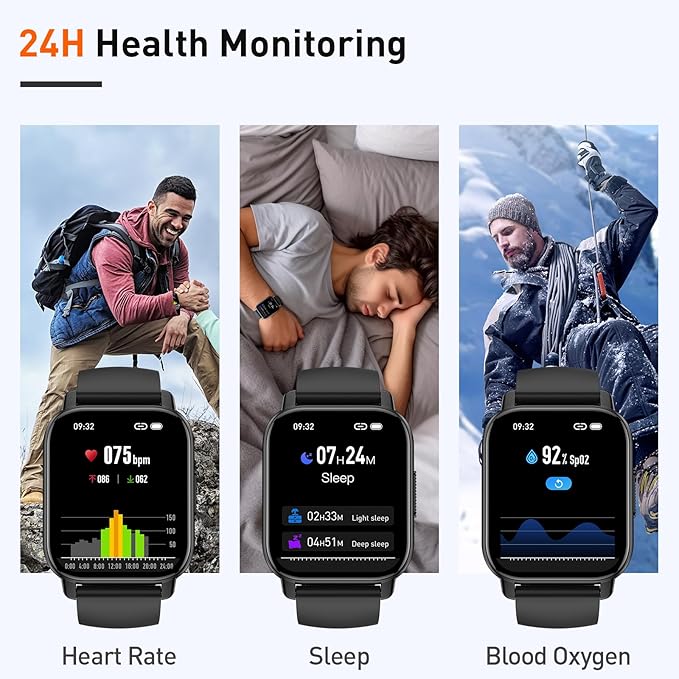 24H Health Monitoring
09:32
075 bpm
086 | 062
150
100
50
0:00 4:00 8:00 12:00 16:00 20:00 24:00
Heart Rate
09:32
07H24M
Sleep
02H33M Light sleep
04H51M Deep sleep
Sleep
09:32
92% SpO2
Blood Oxygen